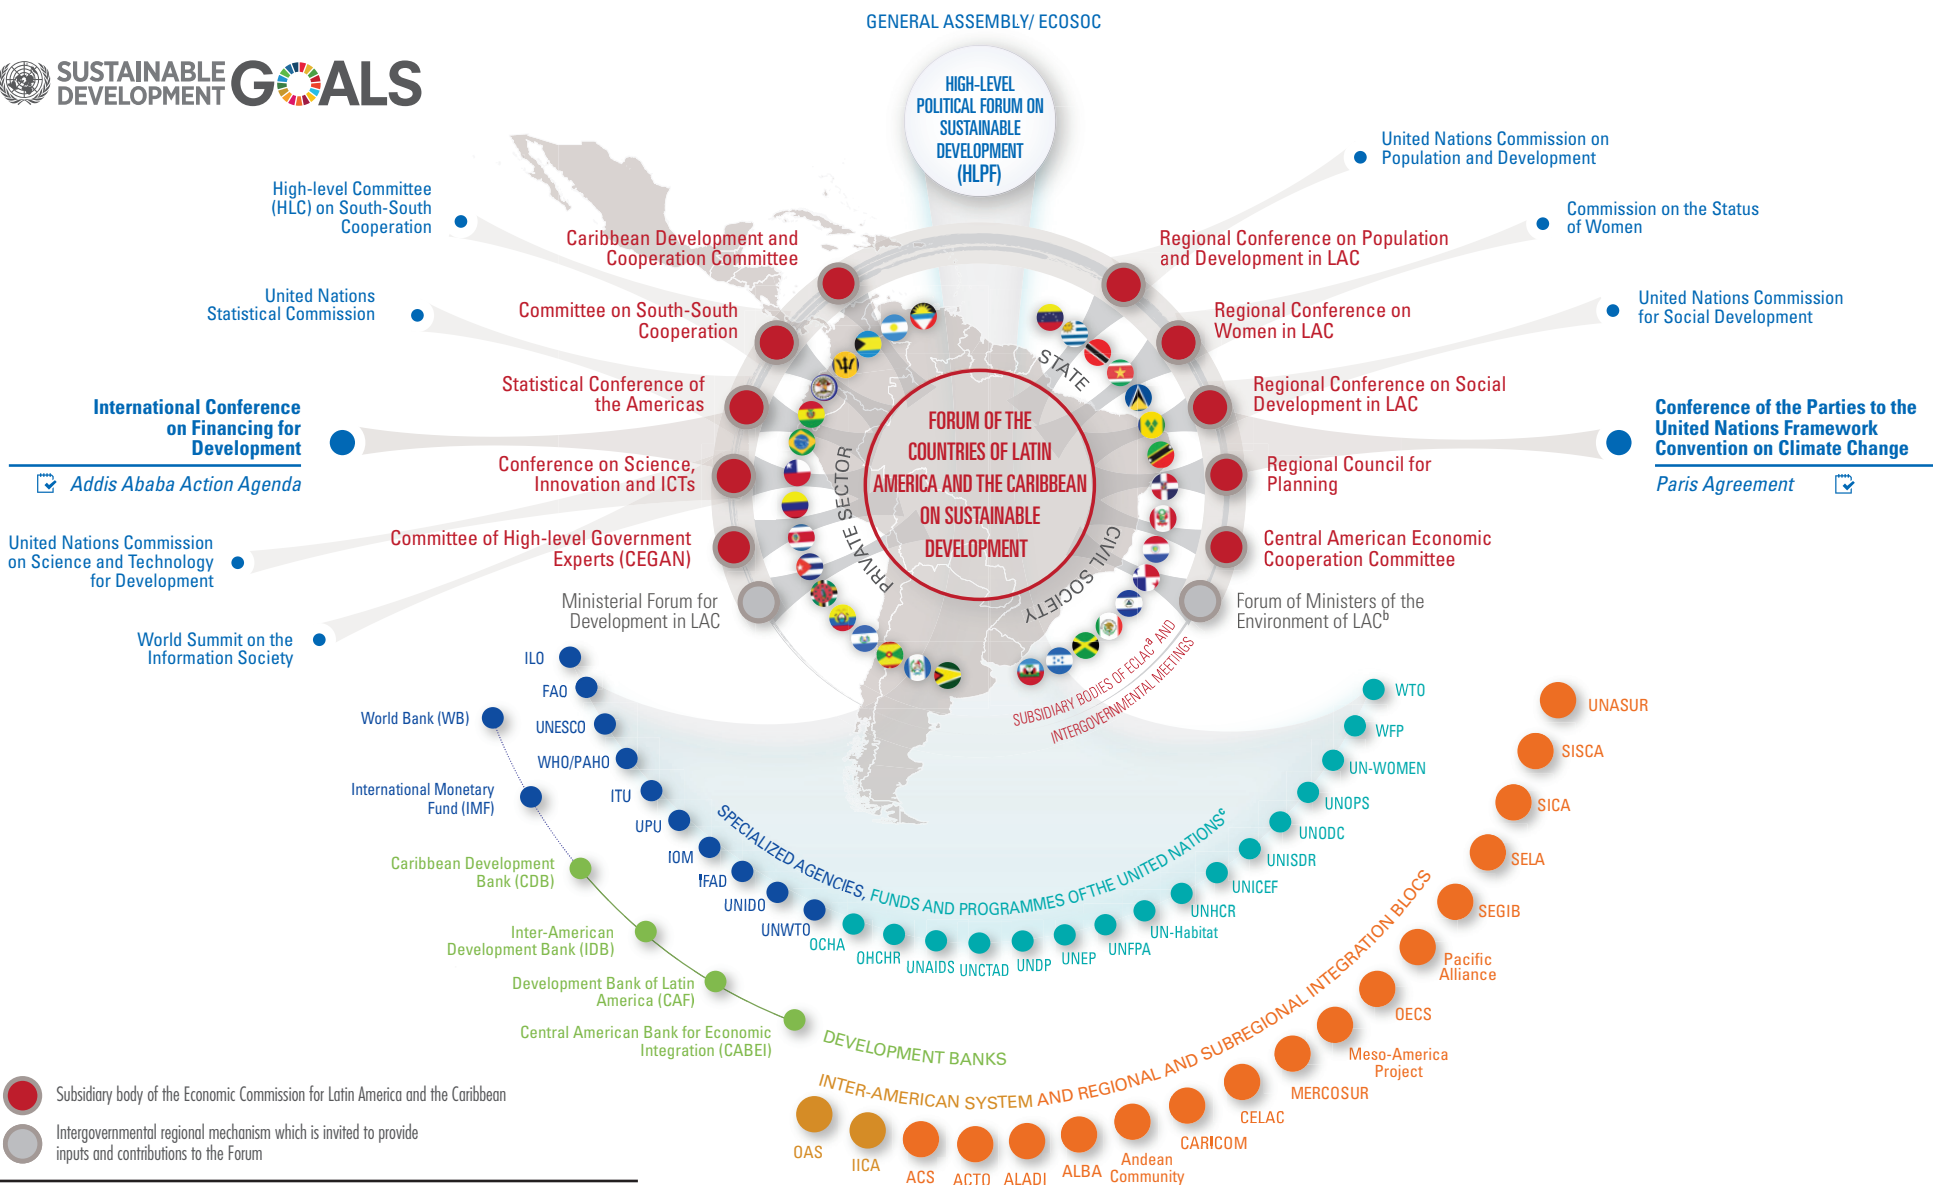 GENERAL ASSEMBLY/ ECOSOC
SUSTAINABLE
DEVELOPMENT
GOALS
HIGH-LEVEL
POLITICAL FORUM ON
SUSTAINABLE
DEVELOPMENT
(HLPF)
High-level Committee
(HLC) on South-South
Cooperation
United Nations
Statistical Commission
International Conference
on Financing for
Development
Addis Ababa Action Agenda
United Nations Commission
on Science and Technology
for Development
World Summit on the
Information Society
Caribbean Development and
Cooperation Committee
Committee on South-South
Cooperation
Statistical Conference of
the Americas
Conference on Science,
Innovation and ICTs
Committee of High-level Government
Experts (CEGAN)
Ministerial Forum for
Development in LAC
United Nations Commission on
Population and Development
Commission on the Status
of Women
United Nations Commission
for Social Development
Conference of the Parties to the
United Nations Framework
Convention on Climate Change
Paris Agreement
Regional Conference on Population
and Development in LAC
Regional Conference on
Women in LAC
Regional Conference on Social
Development in LAC
Regional Council for
Planning
Central American Economic
Cooperation Committee
Forum of Ministers of the
Environment of LACb
STATE
PRIVATE SECTOR
CIVIL SOCIETY
FORUM OF THE
COUNTRIES OF LATIN
AMERICA AND THE CARIBBEAN
ON SUSTAINABLE
DEVELOPMENT
SUBSIDIARY BODIES OF ECLACa AND
INTERGOVERNMENTAL MEETINGS
ILO
FAO
UNESCO
WHO/PAHO
ITU
UPU
IOM
IFAD
UNIDO
UNWTO
OCHA
OHCHR
UNAIDS
UNCTAD
UNDP
UNEP
UNFPA
UN-Habitat
UNHCR
UNICEF
UNISDR
UNODC
UNOPS
UN-WOMEN
WFP
WTO
SPECIALIZED AGENCIES, FUNDS AND PROGRAMMES OF THE UNITED NATIONSc
World Bank (WB)
International Monetary
Fund (IMF)
Caribbean Development
Bank (CDB)
Inter-American
Development Bank (IDB)
Development Bank of Latin
America (CAF)
Central American Bank for Economic
Integration (CABEI)
DEVELOPMENT BANKS
INTER-AMERICAN SYSTEM AND REGIONAL AND SUBREGIONAL INTEGRATION BLOCS
OAS
IICA
ACS
ACTO
ALADI
ALBA
Andean
Community
CARICOM
CELAC
MERCOSUR
Meso-America
Project
OECS
Pacific
Alliance
SEGIB
SELA
SICA
SISCA
UNASUR
Subsidiary body of the Economic Commission for Latin America and the Caribbean
Intergovernmental regional mechanism which is invited to provide
inputs and contributions to the Forum